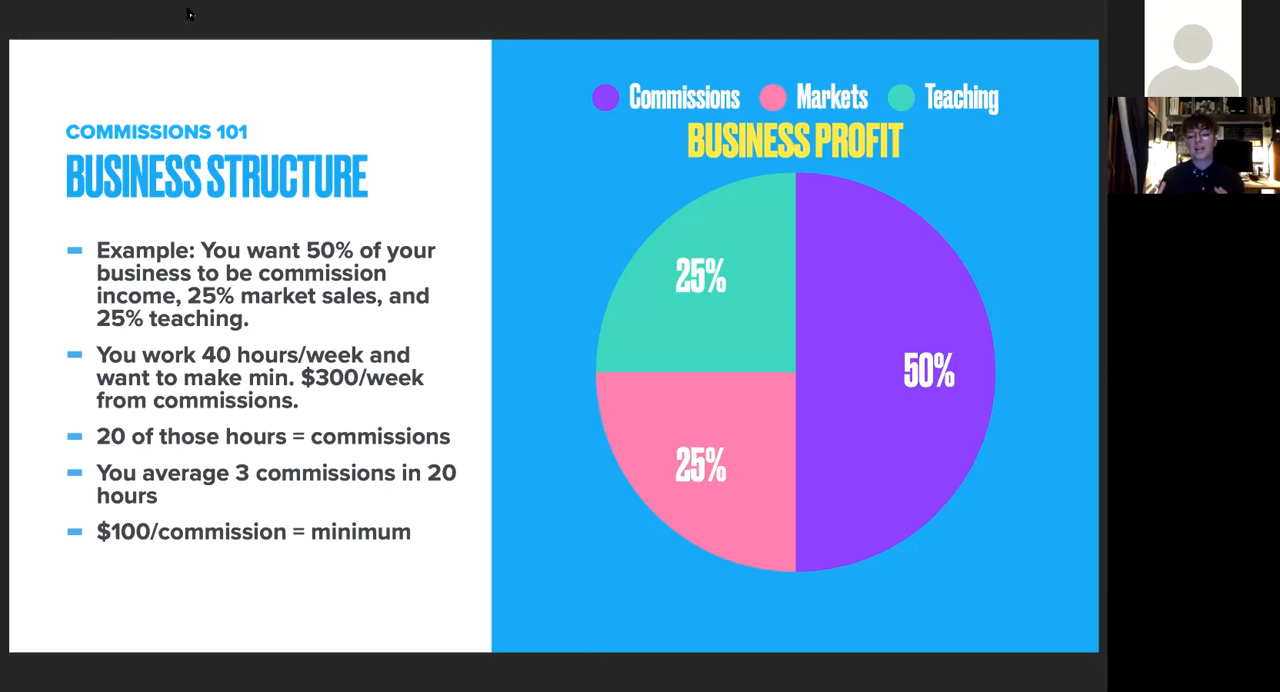 COMMISSIONS 101
BUSINESS STRUCTURE
Example: You want 50% of your
business to be commission
income, 25% market sales, and
25% teaching.
You work 40 hours/week and
want to make min. $300/week
from commissions.
20 of those hours = commissions
You average 3 commissions in 20
hours
$100/commission = minimum
Commissions Markets Teaching
BUSINESS PROFIT
25%
50%
25%